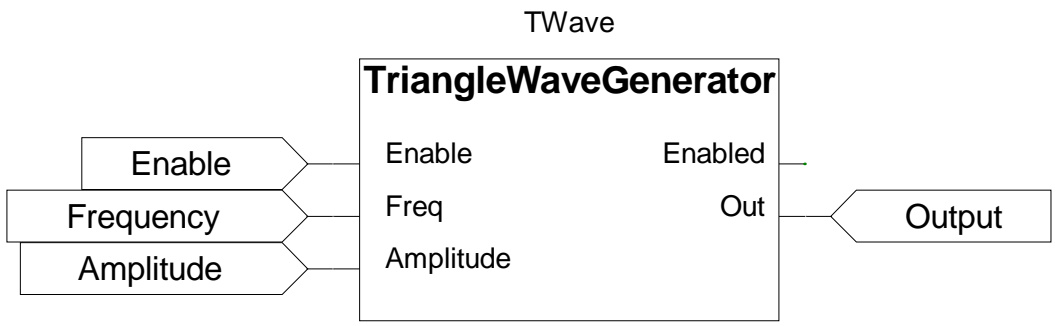 TWave
TriangleWaveGenerator
Enable Enable Enabled
Frequency Freq Out Output
Amplitude Amplitude